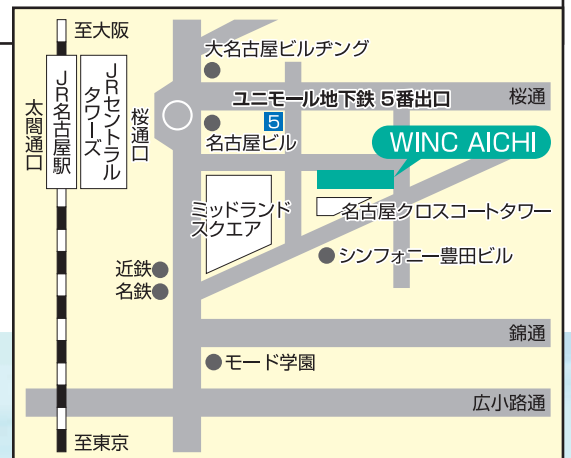 至大阪
大名古屋ビルヂング
JR名古屋駅
JRセントラル
タワーズ
太閤通口
桜通口
ユニモール地下鉄 5番出口
桜通
5
名古屋ビル
WINC AICHI
ミッドランド
スクエア
名古屋クロスコートタワー
シンフォニー豊田ビル
近鉄
名鉄
錦通
モード学園
広小路通
至東京